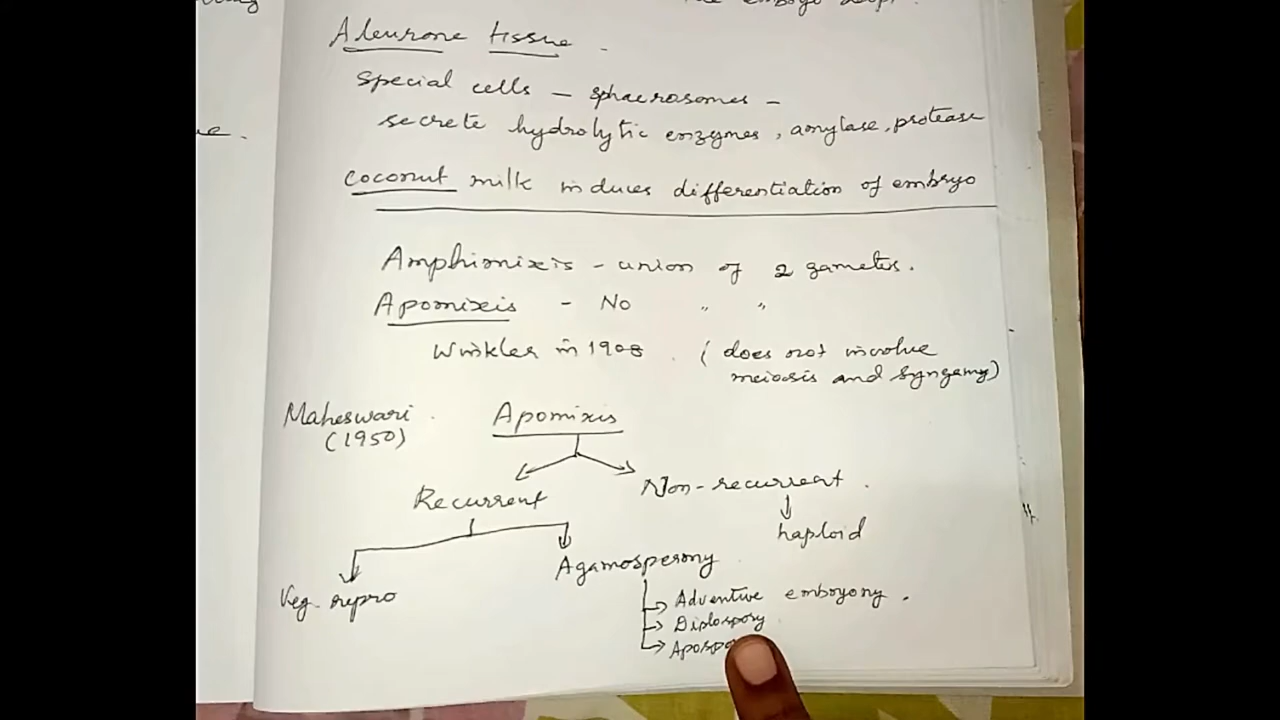 Aleurone tissue.
special cells – sphaerosomes –
secrete hydrolytic enzymes, amylase, protease
coconut milk induces differentiation of embryo
Amphimixis – union of 2 gametes.
Apomixis – No " "
Winkler in 1908 (does not involve
meiosis and syngamy)
Maheswari Apomixis
(1950)
Recurrent Non-recurrent.
haploid
Agamospermy
Veg. repro
Adventive embryony.
Diplospory